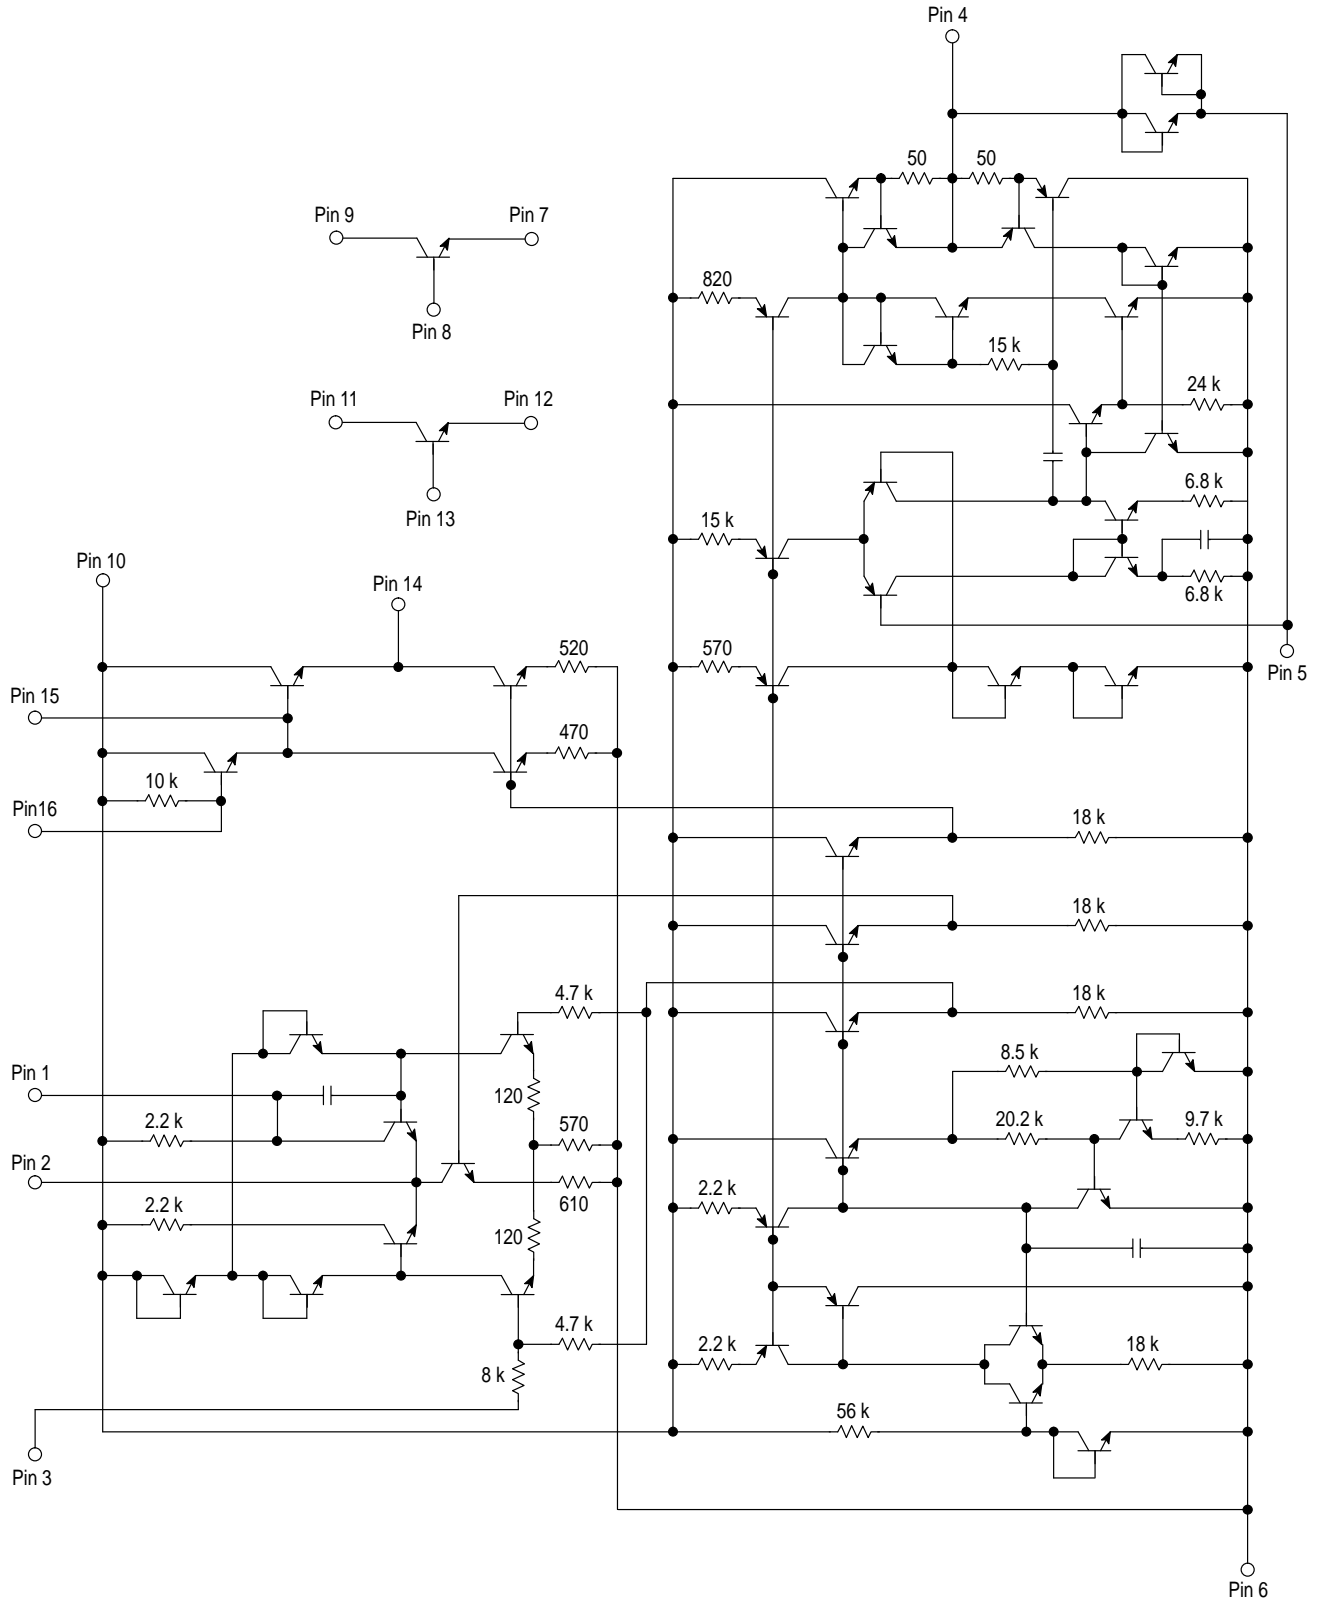 Pin 4
50 50
Pin 9 Pin 7
820
Pin 8
15 k
24 k
Pin 11 Pin 12
6.8 k
Pin 13
15 k
Pin 10
Pin 14
6.8 k
520
570
Pin 5
Pin 15
470
10 k
Pin16
18 k
18 k
4.7 k
18 k
8.5 k
Pin 1
120
2.2 k
570
20.2 k
9.7 k
Pin 2
2.2 k
2.2 k
610
120
4.7 k
2.2 k
18 k
8 k
56 k
Pin 3
Pin 6